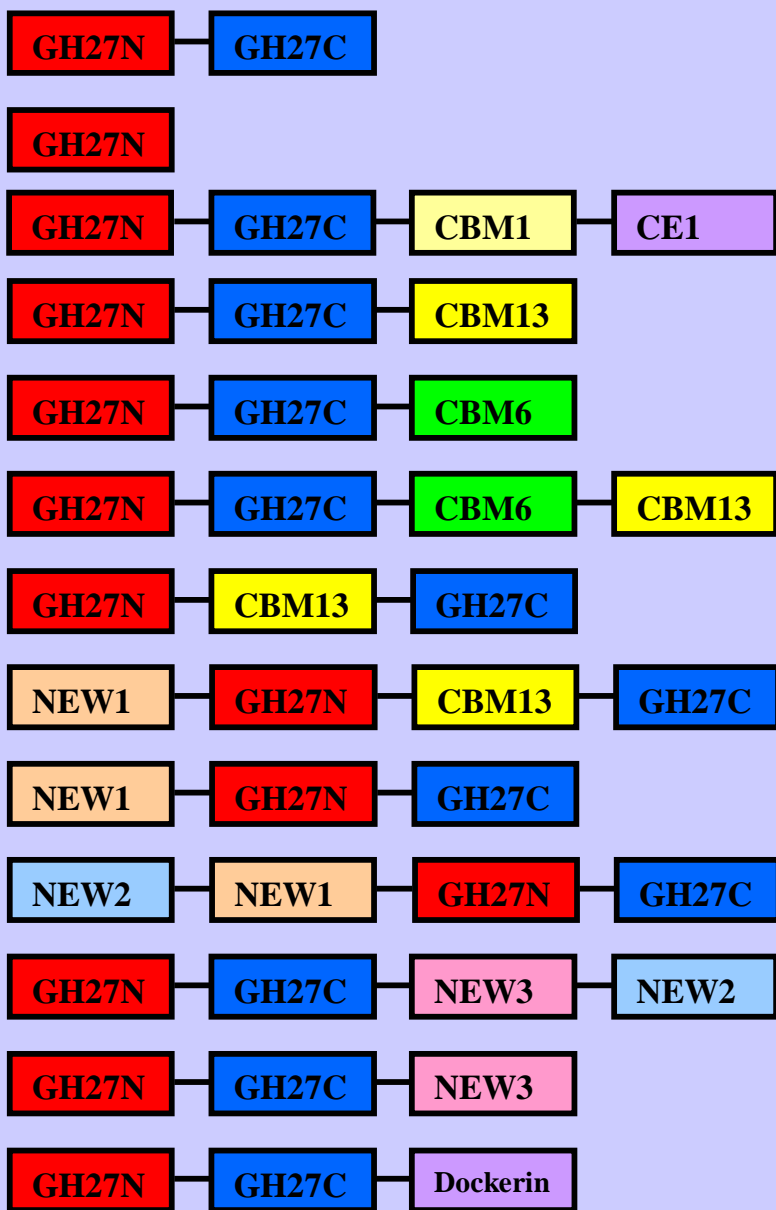 GH27N GH27C
GH27N
GH27N GH27C CBM1 CE1
GH27N GH27C CBM13
GH27N GH27C CBM6
GH27N GH27C CBM6 CBM13
GH27N CBM13 GH27C
NEW1 GH27N CBM13 GH27C
NEW1 GH27N GH27C
NEW2 NEW1 GH27N GH27C
GH27N GH27C NEW3 NEW2
GH27N GH27C NEW3
GH27N GH27C Dockerin